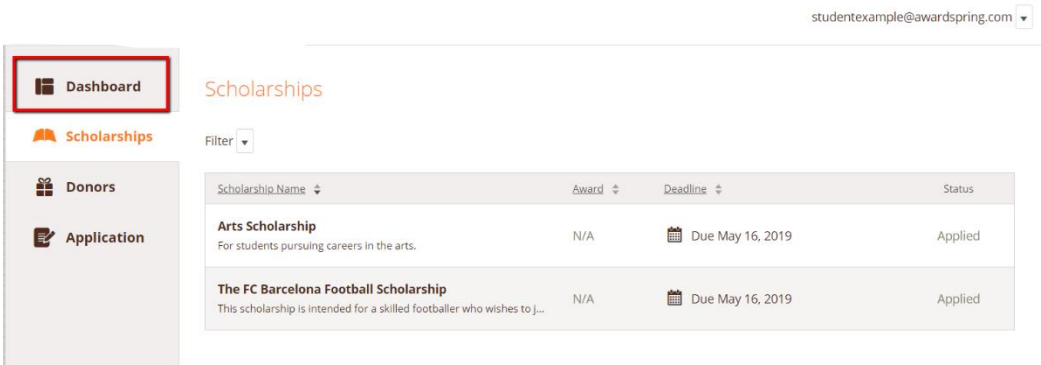 studentexample@awardspring.com
Dashboard
Scholarships
Donors
Application
Scholarships
Filter
Scholarship Name Award Deadline Status
Arts Scholarship
For students pursuing careers in the arts.
N/A Due May 16, 2019 Applied
The FC Barcelona Football Scholarship
This scholarship is intended for a skilled footballer who wishes to j...
N/A Due May 16, 2019 Applied